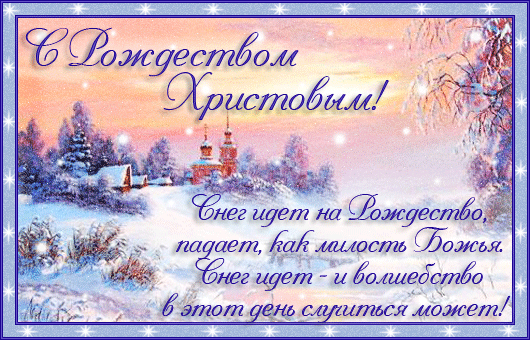 С Рождеством
Христовым!
Снег идет на Рождество,
падает, как милость Божья.
Снег идет - и волшебство
в этот день случиться может!